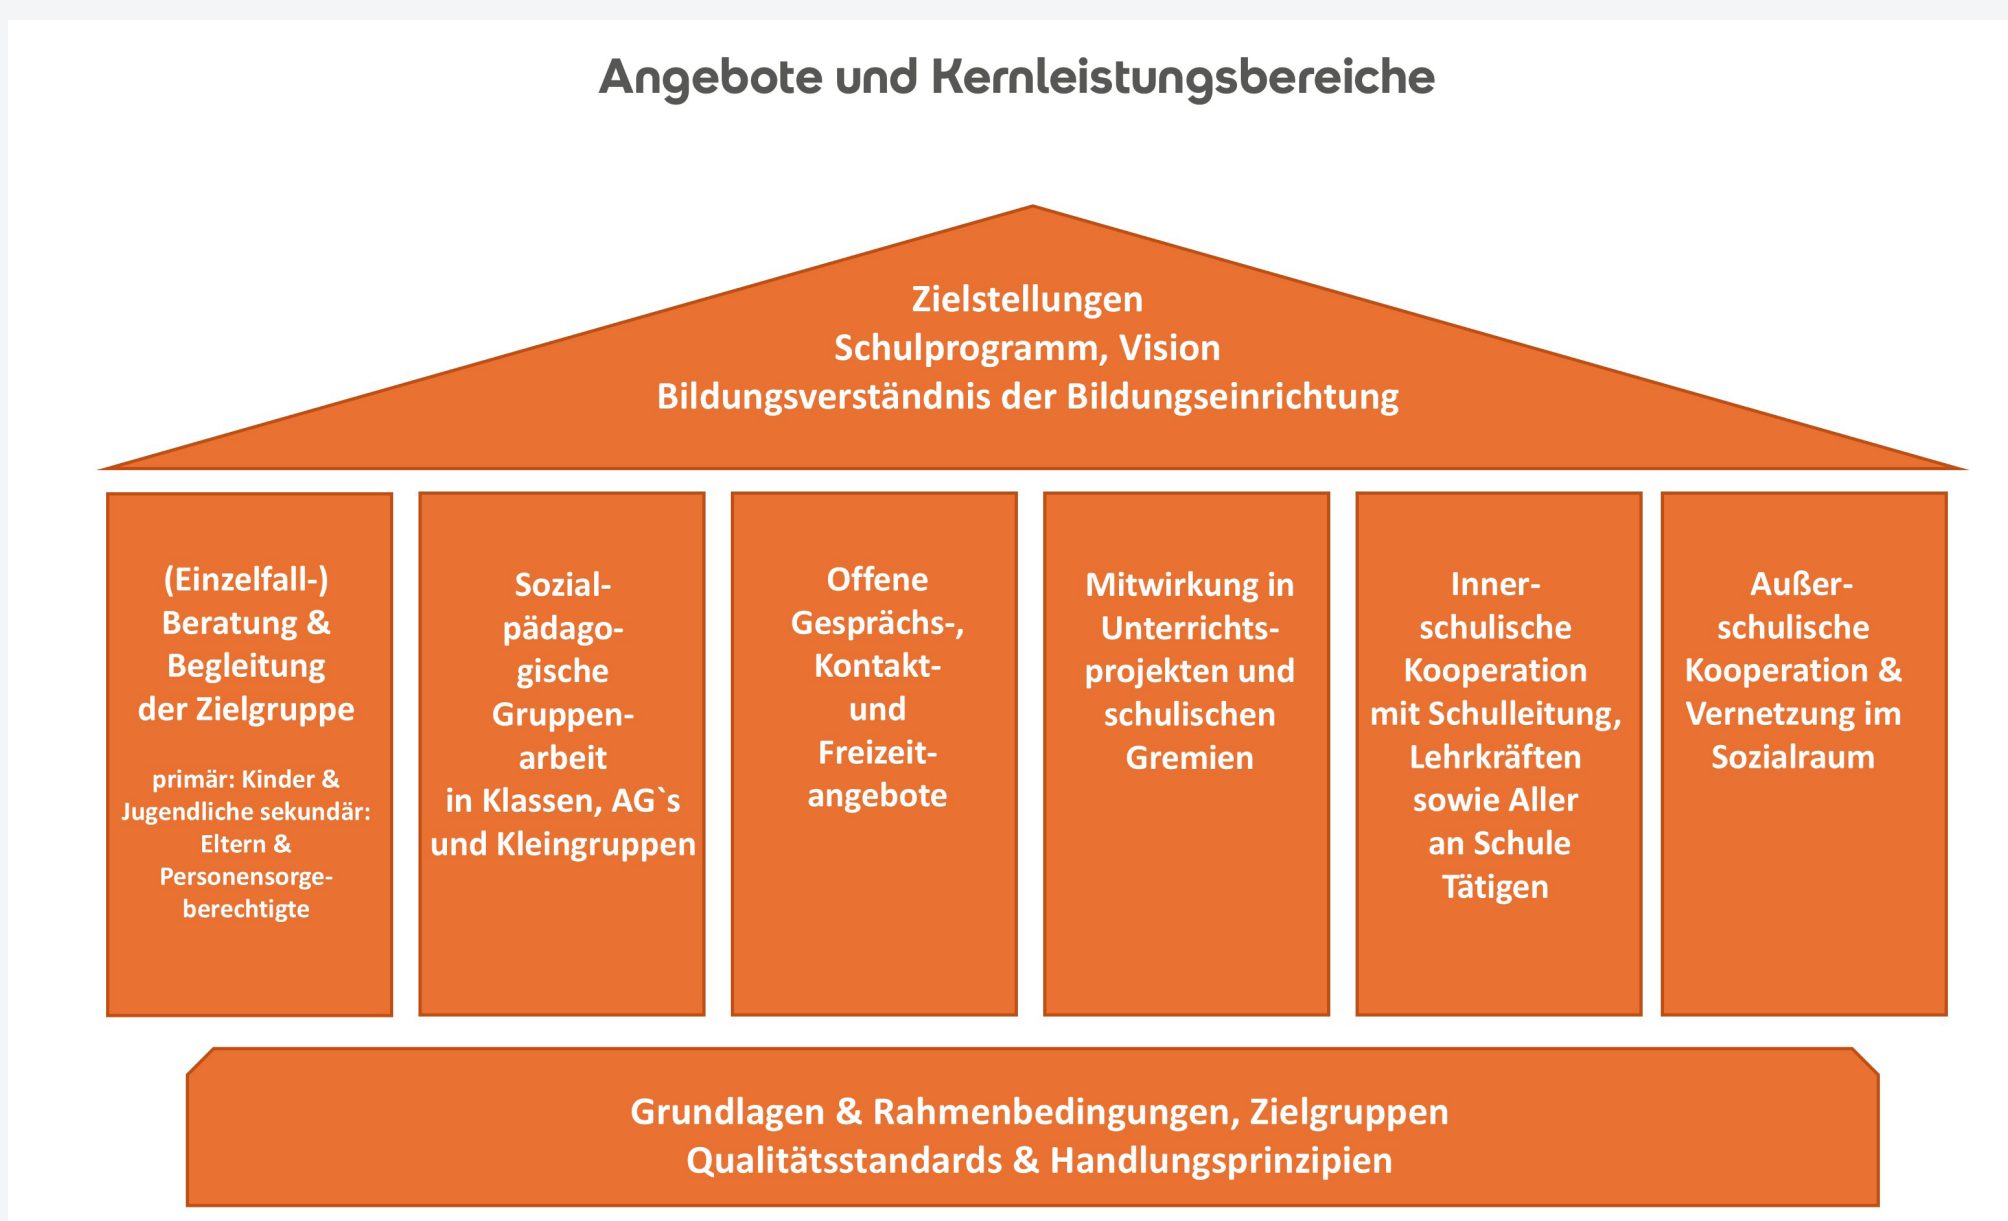 Angebote und Kernleistungsbereiche
Zielstellungen
Schulprogramm, Vision
Bildungsverständnis der Bildungseinrichtung
(Einzelfall-)
Beratung &
Begleitung
der Zielgruppe
primär: Kinder &
Jugendliche sekundär:
Eltern &
Personensorge-
berechtigte
Sozial-
pädago-
gische
Gruppen-
arbeit
in Klassen, AG`s
und Kleingruppen
Offene
Gesprächs-,
Kontakt-
und
Freizeit-
angebote
Mitwirkung in
Unterrichts-
projekten und
schulischen
Gremien
Inner-
schulische
Kooperation
mit Schulleitung,
Lehrkräften
sowie Aller
an Schule
Tätigen
Außer-
schulische
Kooperation &
Vernetzung im
Sozialraum
Grundlagen & Rahmenbedingungen, Zielgruppen
Qualitätsstandards & Handlungsprinzipien